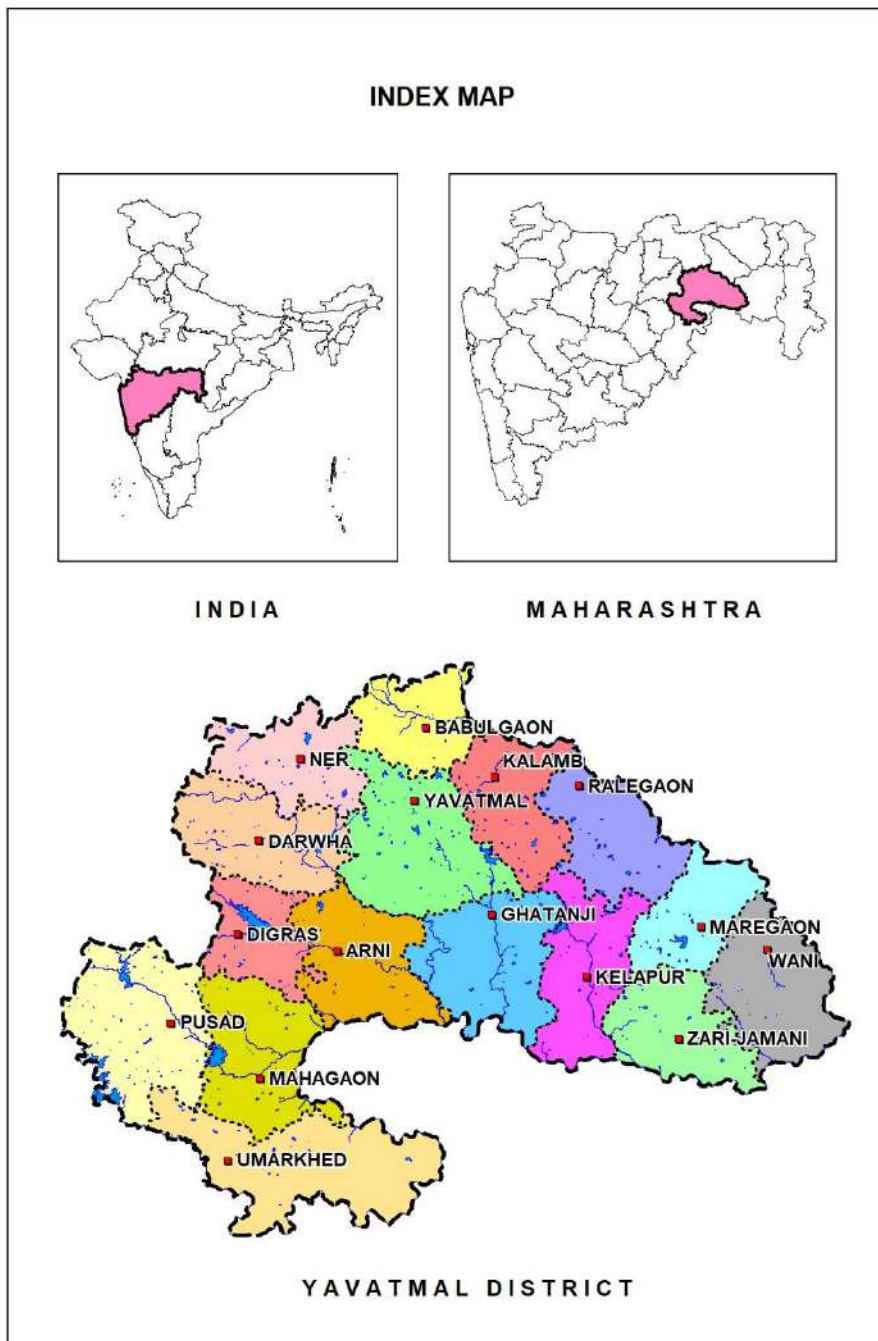 INDEX MAP
INDIA
MAHARASHTRA
BABULGAON
NER
KALAMB
RALEGAON
YAVATMAL
DARWHA
GHATANJI
DIGRAS
ARNI
MAREGAON
WANI
KELAPUR
PUSAD
ZARI-JAMANI
MAHAGAON
UMARKHED
YAVATMAL DISTRICT